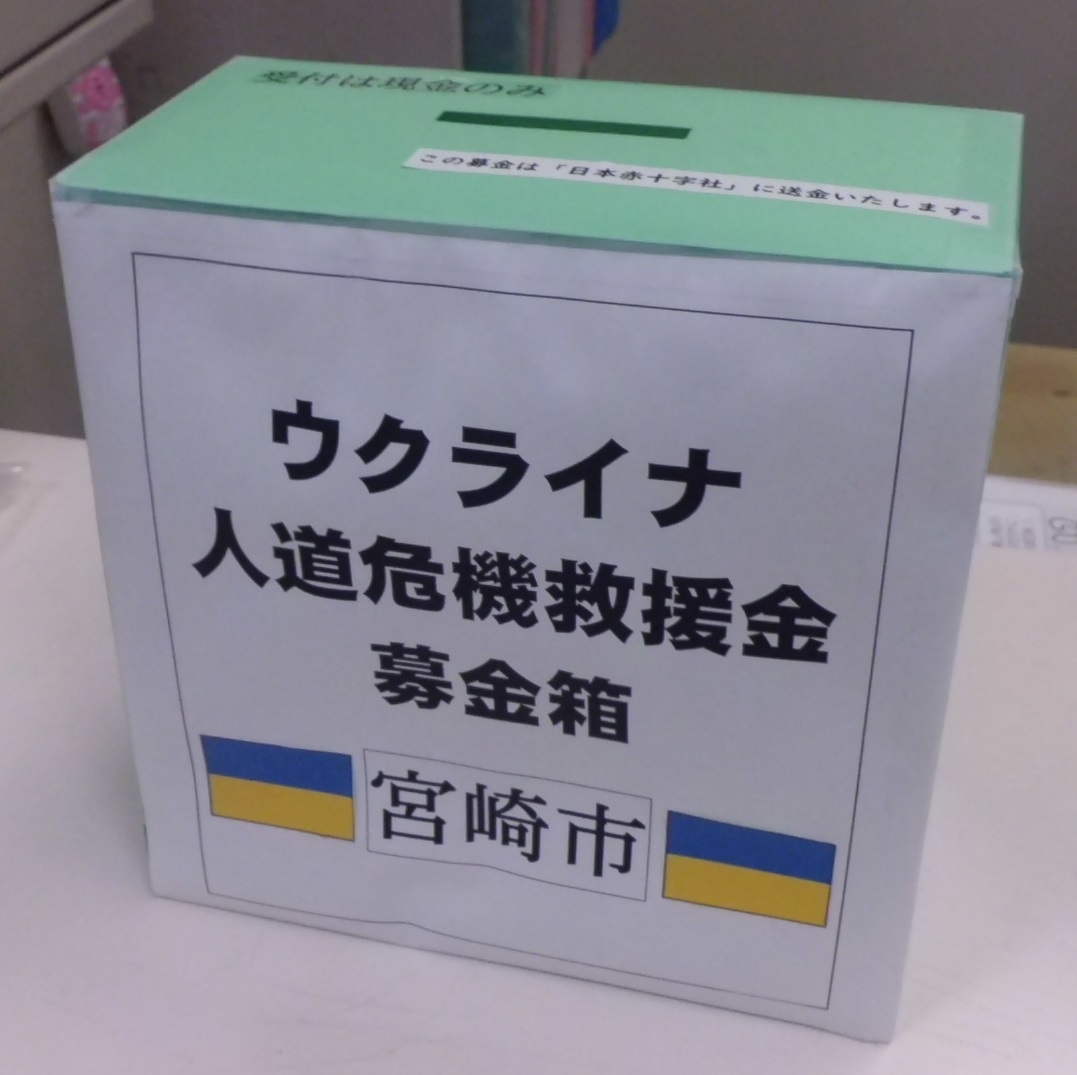 受付は現金のみ
この募金は「日本赤十字社」に送金いたします。
ウクライナ
人道危機救援金
募金箱
宮崎市